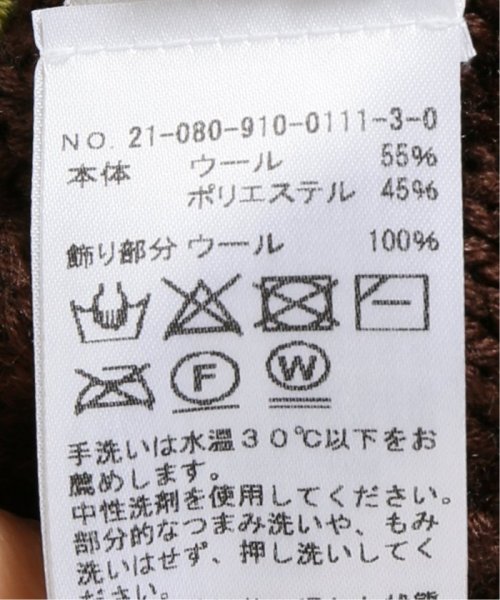 NO. 21-080-910-0111-3-0
本体 ウール 55%
ポリエステル 45%
飾り部分 ウール 100%
F W
手洗いは水温30℃以下をお
薦めします。
中性洗剤を使用してください。
部分的なつまみ洗いや、もみ
洗いはせず、押し洗いしてく
ださい。